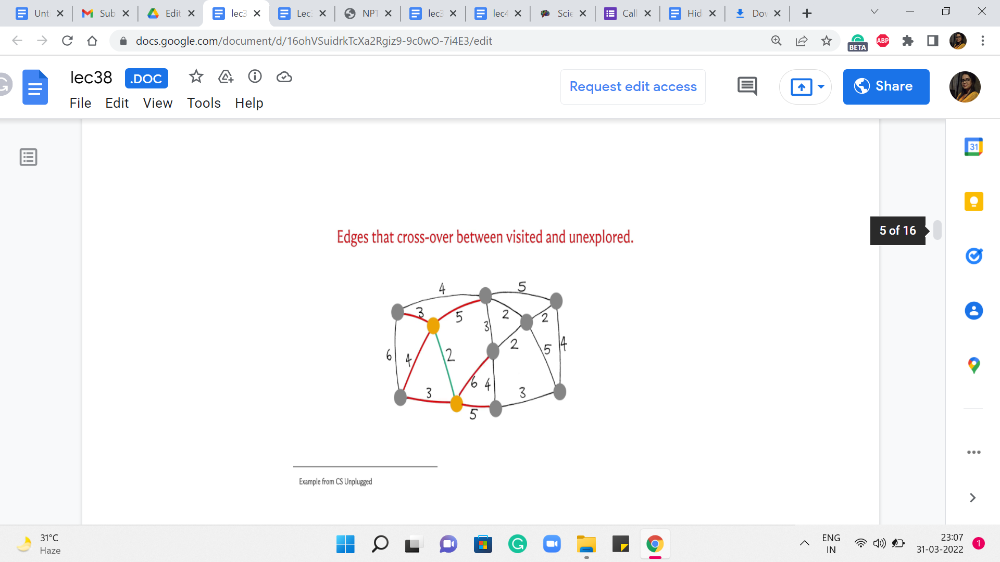 Unt Sub Edit lec3 Lec NPT lec3 lec4 Scie Call Hid Dov
docs.google.com/document/d/16ohVSuidrkTcXa2Rgiz9-9c0wO-7i4E3/edit
BETA ABP
lec38 .DOC
Request edit access
Share
File Edit View Tools Help
31
5 of 16
Edges that cross-over between visited and unexplored.
4 5
3 5 2 2
3
6 4 2 2 5 4
6 4
3 3
5
Example from CS Unplugged
31°C
Haze
ENG
IN
23:07
31-03-2022
1